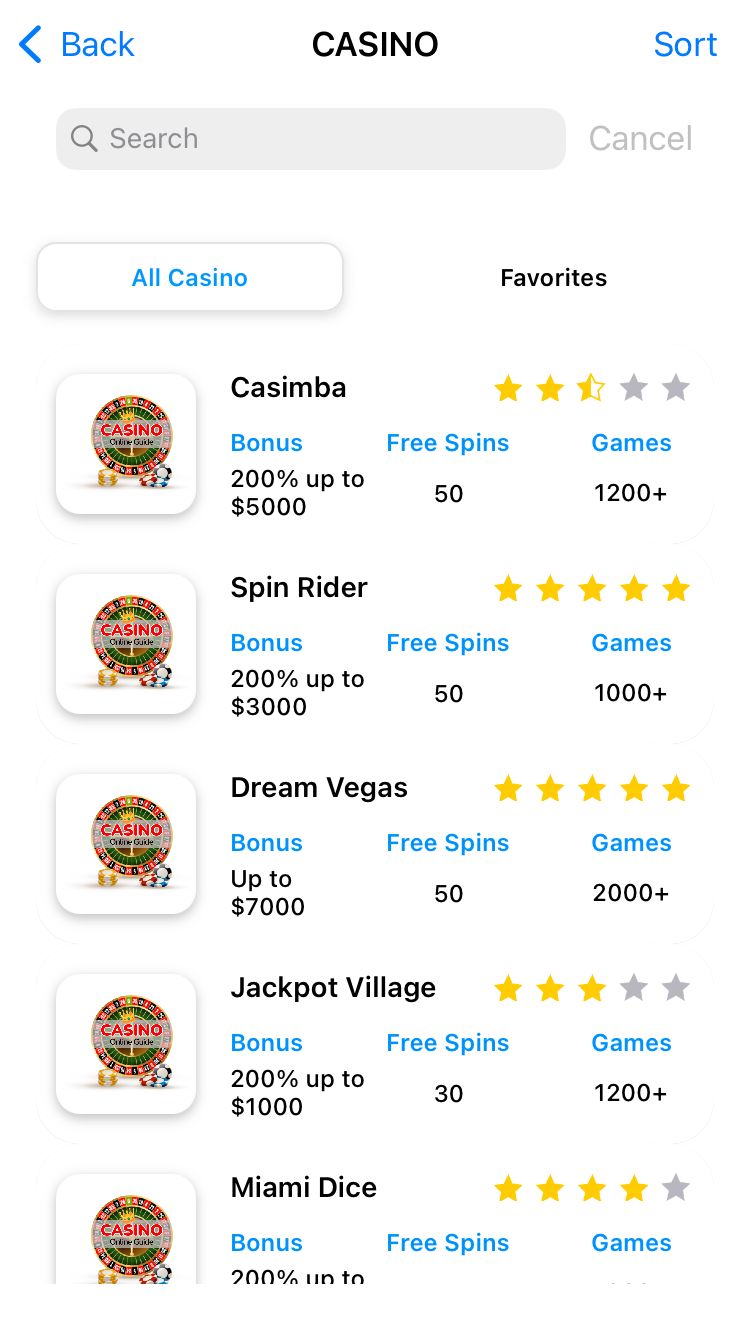 Back CASINO Sort
Search Cancel
All Casino Favorites
Casimba
Bonus Free Spins Games
200% up to
$5000 50 1200+
CASINO
Online Guide
Spin Rider
Bonus Free Spins Games
200% up to
$3000 50 1000+
CASINO
Online Guide
Dream Vegas
Bonus Free Spins Games
Up to
$7000 50 2000+
CASINO
Online Guide
Jackpot Village
Bonus Free Spins Games
200% up to
$1000 30 1200+
CASINO
Online Guide
Miami Dice
Bonus Free Spins Games
200% up to
CASINO
Online Guide